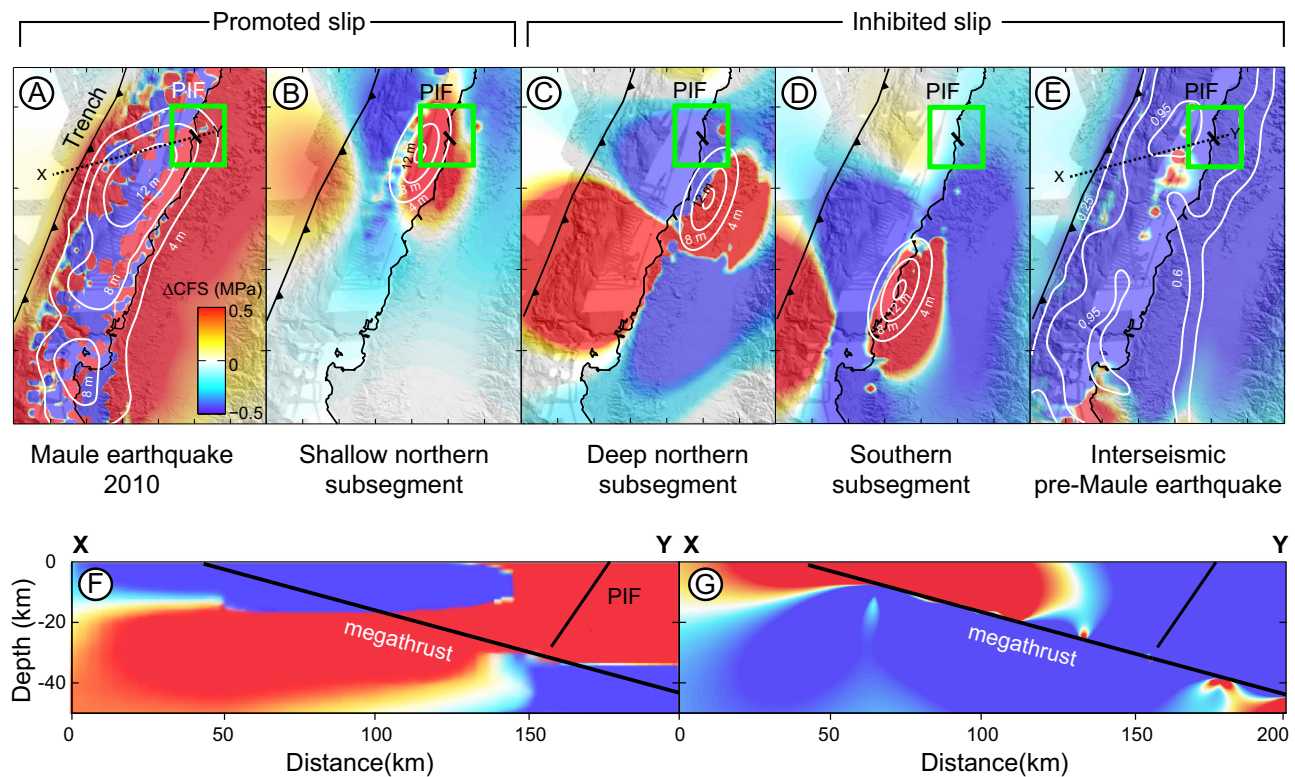 Promoted slip
Inhibited slip
A
PIF
Trench
X
Y
12 m
8 m
4 m
8 m
ΔCFS (MPa)
0.5
0
−0.5
B
PIF
12 m
8 m
4 m
C
PIF
12 m
8 m
4 m
D
PIF
12 m
8 m
4 m
E
PIF
0.95
X
Y
0.25
0.6
0.95
Maule earthquake
2010
Shallow northern
subsegment
Deep northern
subsegment
Southern
subsegment
Interseismic
pre-Maule earthquake
X
Y
X
Y
Depth (km)
0
-20
-40
F
PIF
megathrust
G
megathrust
0
50
100
150
0
50
100
150
200
Distance(km)
Distance(km)